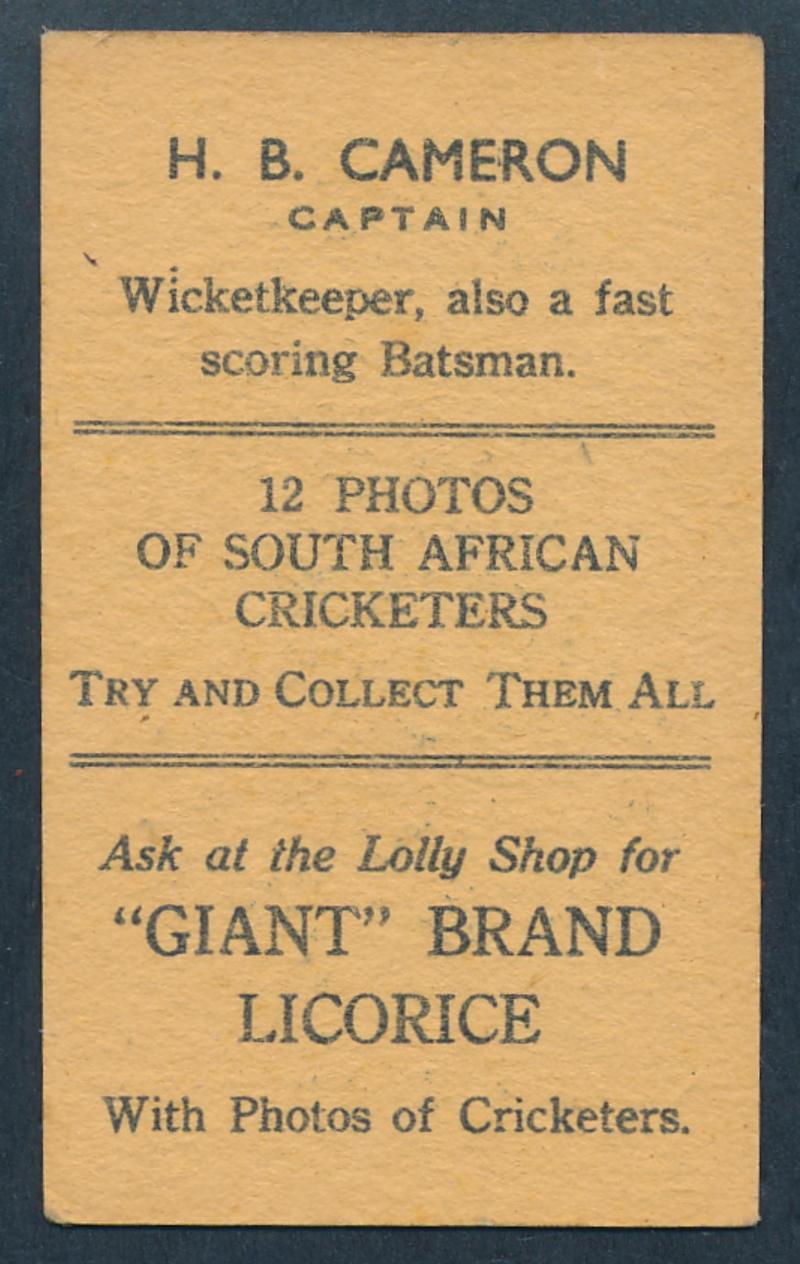 H. B. CAMERON
CAPTAIN
Wicketkeeper, also a fast
scoring Batsman.
12 PHOTOS
OF SOUTH AFRICAN
CRICKETERS
TRY AND COLLECT THEM ALL
Ask at the Lolly Shop for
“GIANT” BRAND
LICORICE
With Photos of Cricketers.